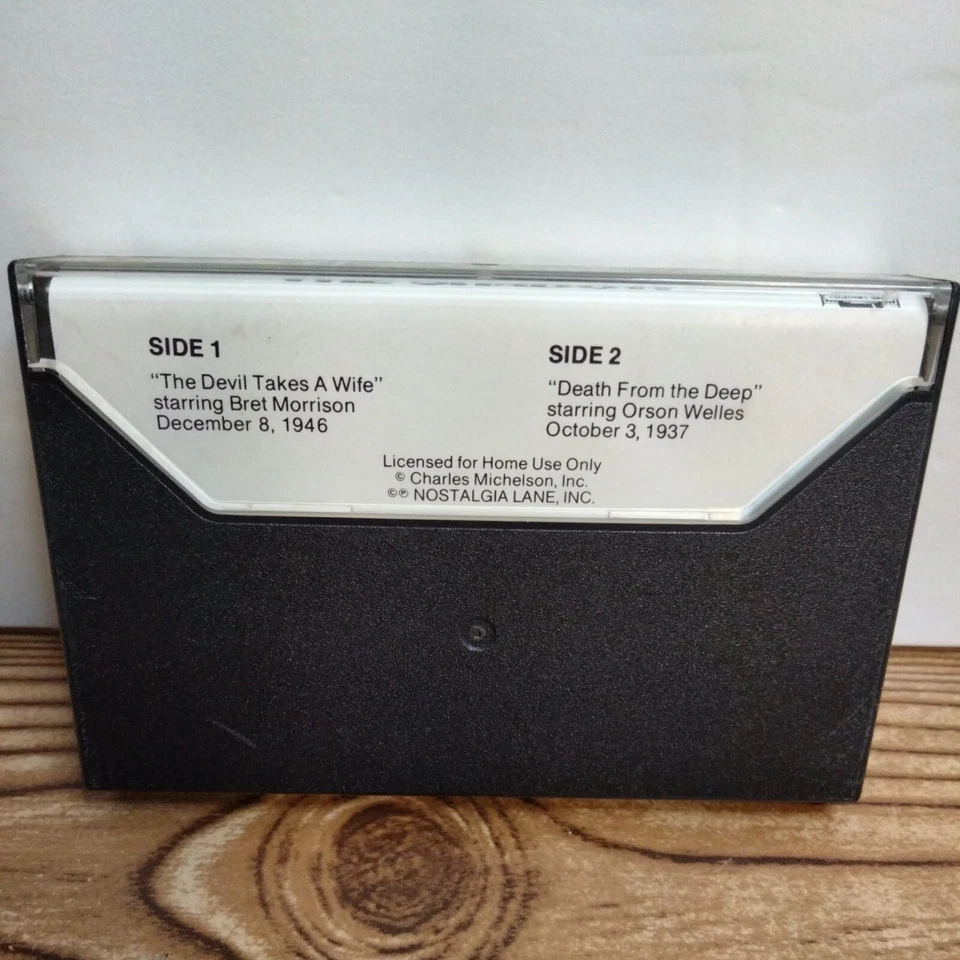 COLLECTOR'S
SIDE 1
"The Devil Takes A Wife"
starring Bret Morrison
December 8, 1946
SIDE 2
"Death From the Deep"
starring Orson Welles
October 3, 1937
Licensed for Home Use Only
© Charles Michelson, Inc.
©℗ NOSTALGIA LANE, INC.